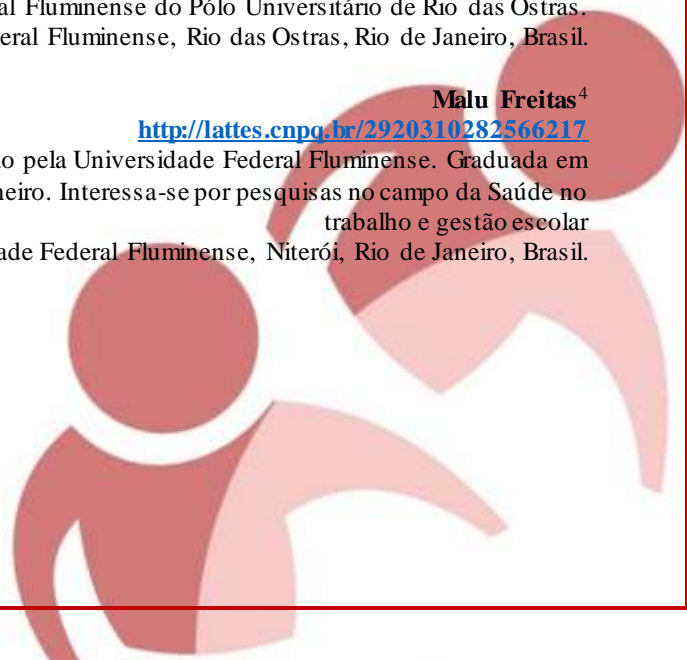 al Fluminense do Pólo Universitário de Rio das Ostras.
eral Fluminense, Rio das Ostras, Rio de Janeiro, Brasil.
Malu Freitas⁴
http://lattes.cnpq.br/2920310282566217
o pela Universidade Federal Fluminense. Graduada em
neiro. Interessa-se por pesquisas no campo da Saúde no
trabalho e gestão escolar
ade Federal Fluminense, Niterói, Rio de Janeiro, Brasil.